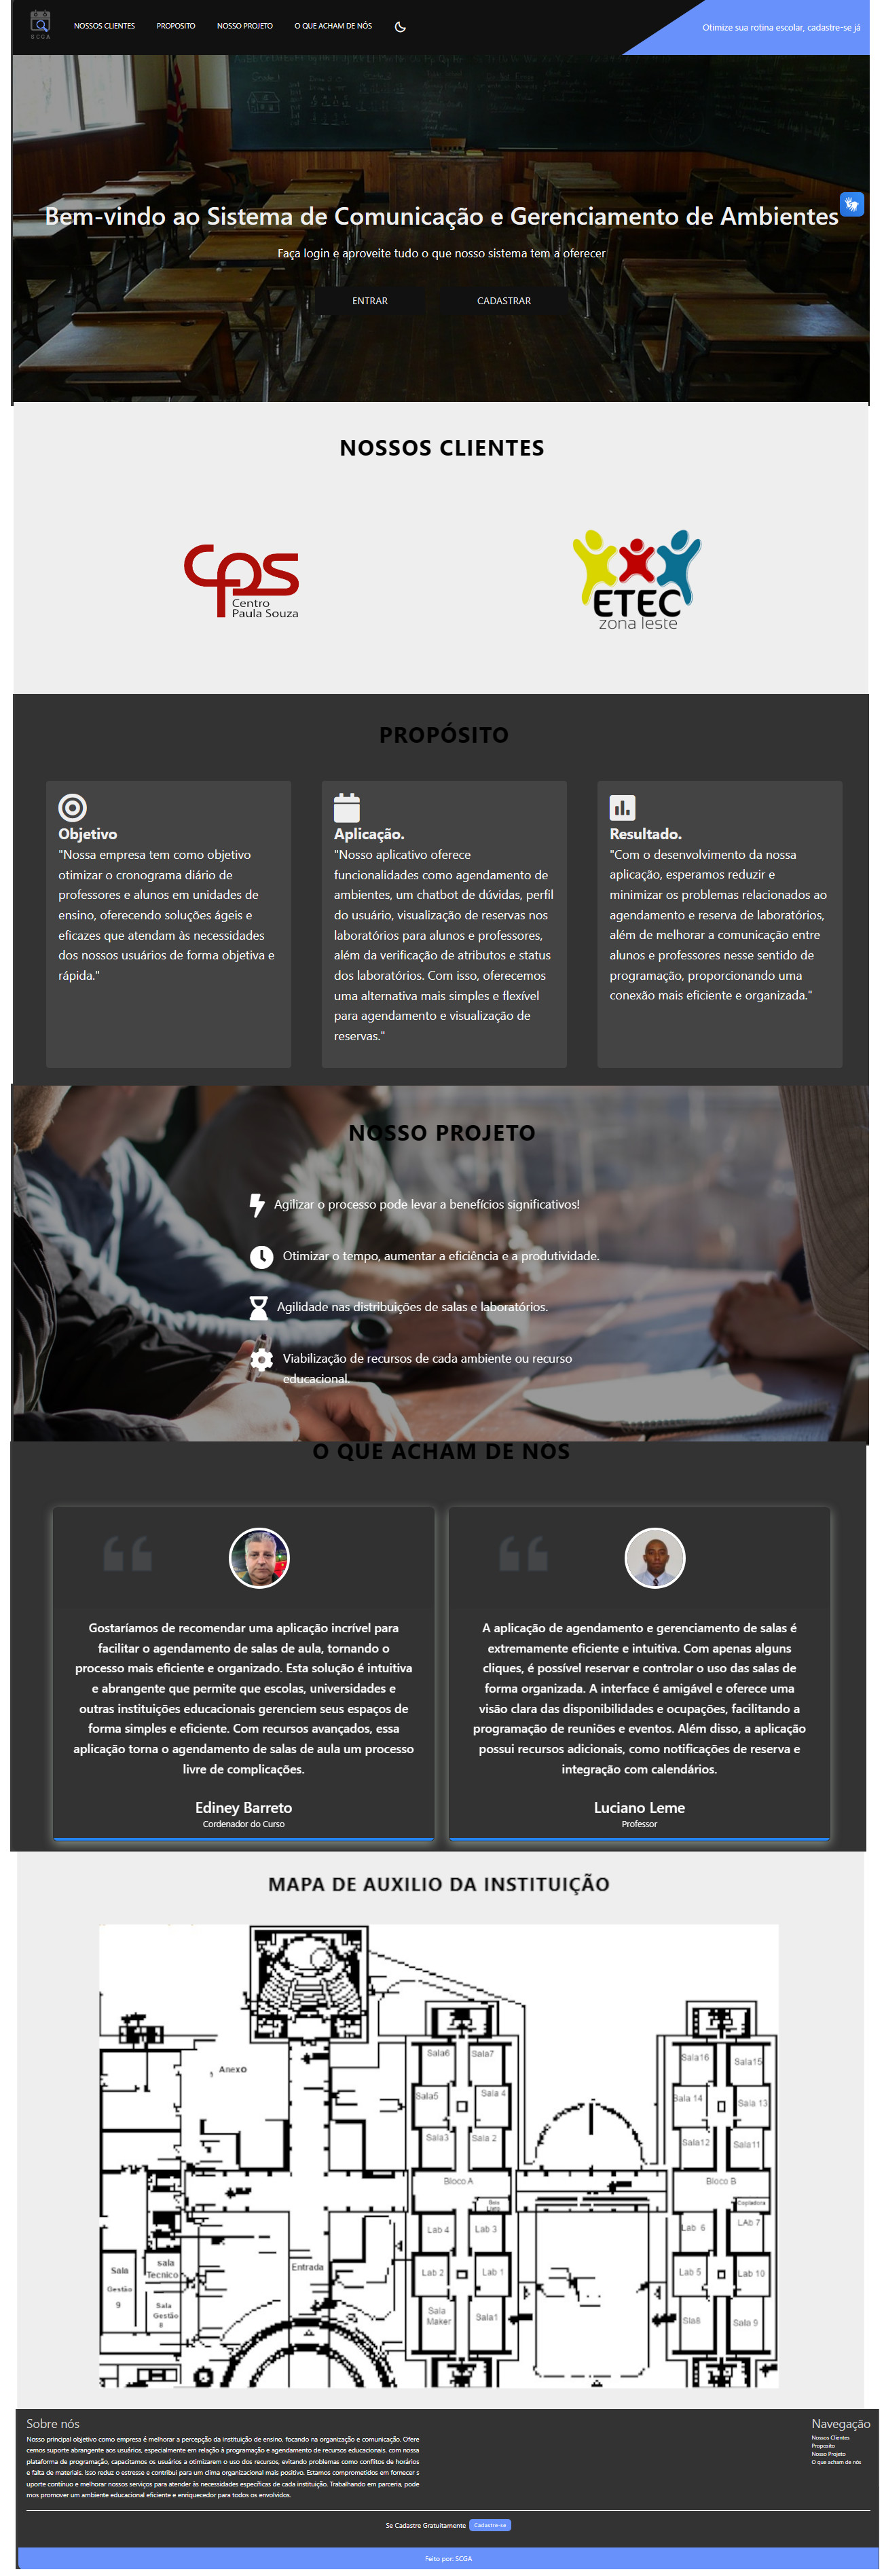 SCGA
NOSSOS CLIENTES
PROPOSITO
NOSSO PROJETO
O QUE ACHAM DE NÓS
Otimize sua rotina escolar, cadastre-se já
Bem-vindo ao Sistema de Comunicação e Gerenciamento de Ambientes
Faça login e aproveite tudo o que nosso sistema tem a oferecer
ENTRAR
CADASTRAR
NOSSOS CLIENTES
cps
Centro
Paula Souza
ETEC
zona leste
PROPÓSITO
Objetivo
"Nossa empresa tem como objetivo
otimizar o cronograma diário de
professores e alunos em unidades de
ensino, oferecendo soluções ágeis e
eficazes que atendam às necessidades
dos nossos usuários de forma objetiva e
rápida."
Aplicação.
"Nosso aplicativo oferece
funcionalidades como agendamento de
ambientes, um chatbot de dúvidas, perfil
do usuário, visualização de reservas nos
laboratórios para alunos e professores,
além da verificação de atributos e status
dos laboratórios. Com isso, oferecemos
uma alternativa mais simples e flexível
para agendamento e visualização de
reservas."
Resultado.
"Com o desenvolvimento da nossa
aplicação, esperamos reduzir e
minimizar os problemas relacionados ao
agendamento e reserva de laboratórios,
além de melhorar a comunicação entre
alunos e professores nesse sentido de
programação, proporcionando uma
conexão mais eficiente e organizada."
NOSSO PROJETO
Agilizar o processo pode levar a benefícios significativos!
Otimizar o tempo, aumentar a eficiência e a produtividade.
Agilidade nas distribuições de salas e laboratórios.
Viabilização de recursos de cada ambiente ou recurso
educacional.
O QUE ACHAM DE NOS
Gostaríamos de recomendar uma aplicação incrível para
facilitar o agendamento de salas de aula, tornando o
processo mais eficiente e organizado. Esta solução é intuitiva
e abrangente que permite que escolas, universidades e
outras instituições educacionais gerenciem seus espaços de
forma simples e eficiente. Com recursos avançados, essa
aplicação torna o agendamento de salas de aula um processo
livre de complicações.
Ediney Barreto
Cordenador do Curso
A aplicação de agendamento e gerenciamento de salas é
extremamente eficiente e intuitiva. Com apenas alguns
cliques, é possível reservar e controlar o uso das salas de
forma organizada. A interface é amigável e oferece uma
visão clara das disponibilidades e ocupações, facilitando a
programação de reuniões e eventos. Além disso, a aplicação
possui recursos adicionais, como notificações de reserva e
integração com calendários.
Luciano Leme
Professor
MAPA DE AUXILIO DA INSTITUIÇÃO
Anexo
Sala6
Sala7
Sala5
Sala 4
Sala3
Sala 2
Bloco A
Lab 4
Lab 3
Lab 2
Lab 1
Sala
Maker
Sala1
Sala16
Sala15
Sala 14
Sala 13
Sala12
Sala11
Bloco B
Copiadora
Lab 6
LAb 7
Lab 5
Lab 10
Sla8
Sala 9
Entrada
Sala
Gestão
9
sala
Tecnico
Sala
Gestão
8
Sobre nós
Nosso principal objetivo como empresa é melhorar a percepção da instituição de ensino, focando na organização e comunicação. Ofere
cemos suporte abrangente aos usuários, especialmente em relação à programação e agendamento de recursos educacionais. com nossa
plataforma de programação, capacitamos os usuários a otimizarem o uso dos recursos, evitando problemas como conflitos de horários
e falta de materiais. Isso reduz o estresse e contribui para um clima organizacional mais positivo. Estamos comprometidos em fornecer s
uporte contínuo e melhorar nossos serviços para atender às necessidades específicas de cada instituição. Trabalhando em parceria, pode
mos promover um ambiente educacional eficiente e enriquecedor para todos os envolvidos.
Navegação
Nossos Clientes
Proposito
Nosso Projeto
O que acham de nós
Se Cadastre Gratuitamente
Cadastre-se
Feito por: SCGA